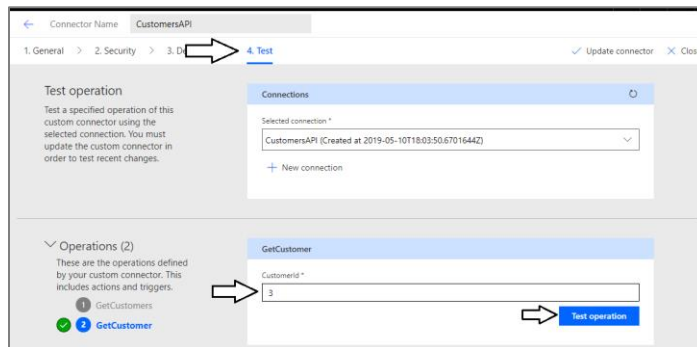 Connector Name CustomersAPI
1. General > 2. Security > 3. De 4. Test
Update connector Clos
Test operation
Test a specified operation of this
custom connector using the
selected connection. You must
update the custom connector in
order to test recent changes.
Connections
Selected connection *
CustomersAPI (Created at 2019-05-10T18:03:50.6701644Z)
+ New connection
Operations (2)
These are the operations defined
by your custom connector. This
includes actions and triggers.
1 GetCustomers
2 GetCustomer
GetCustomer
CustomerId *
3
Test operation